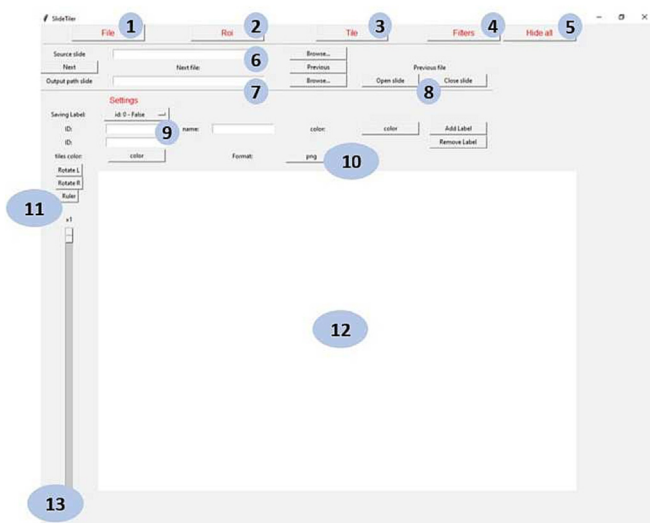 SlideTiler
File 1 Roi 2 Tile 3 Filters 4 Hide all 5
Source slide 6 Browse...
Next Next file: Previous Previous file
Output path slide 7 Browse... Open slide 8 Close slide
Settings
Saving Label: id: 0 - False
ID: 9 name: color: color Add Label
ID: Remove Label
tiles color: color Format: png 10
Rotate L
Rotate R
Ruler
11
x1
12
13